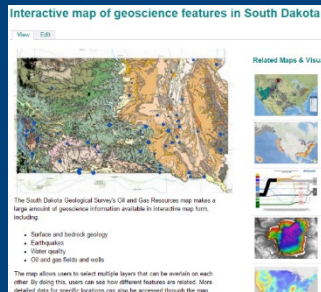 Interactive map of geoscience features in South Dakota
View Edit
Related Maps & Visu
The South Dakota Geological Survey's Oil and Gas Resources map makes a
large amount of geoscience information available in interactive map form,
including:
Surface and bedrock geology
Earthquakes
Water quality
Oil and gas fields and wells
The map allows users to select multiple layers that can be overlain on each
other. By doing this, users can see how different features are related. More
detailed data for specific locations can also be accessed through the map